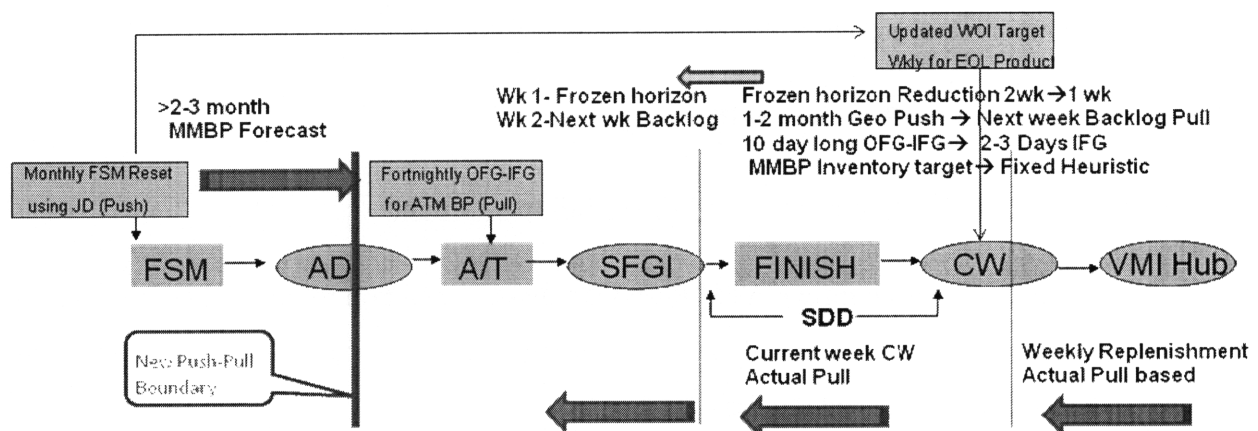 Updated WOI Target
Wkly for EOL Product
>2-3 month
MMBP Forecast
Wk 1- Frozen horizon
Wk 2-Next wk Backlog
Frozen horizon Reduction 2wk→1 wk
1-2 month Geo Push → Next week Backlog Pull
10 day long OFG-IFG→ 2-3 Days IFG
MMBP Inventory target→ Fixed Heuristic
Monthly FSM Reset
using JD (Push)
Fortnightly OFG-IFG
for ATM BP (Pull)
FSM
AD
A/T
SFGI
FINISH
CW
VMI Hub
SDD
New Push-Pull
Boundary
Current week CW
Actual Pull
Weekly Replenishment
Actual Pull based